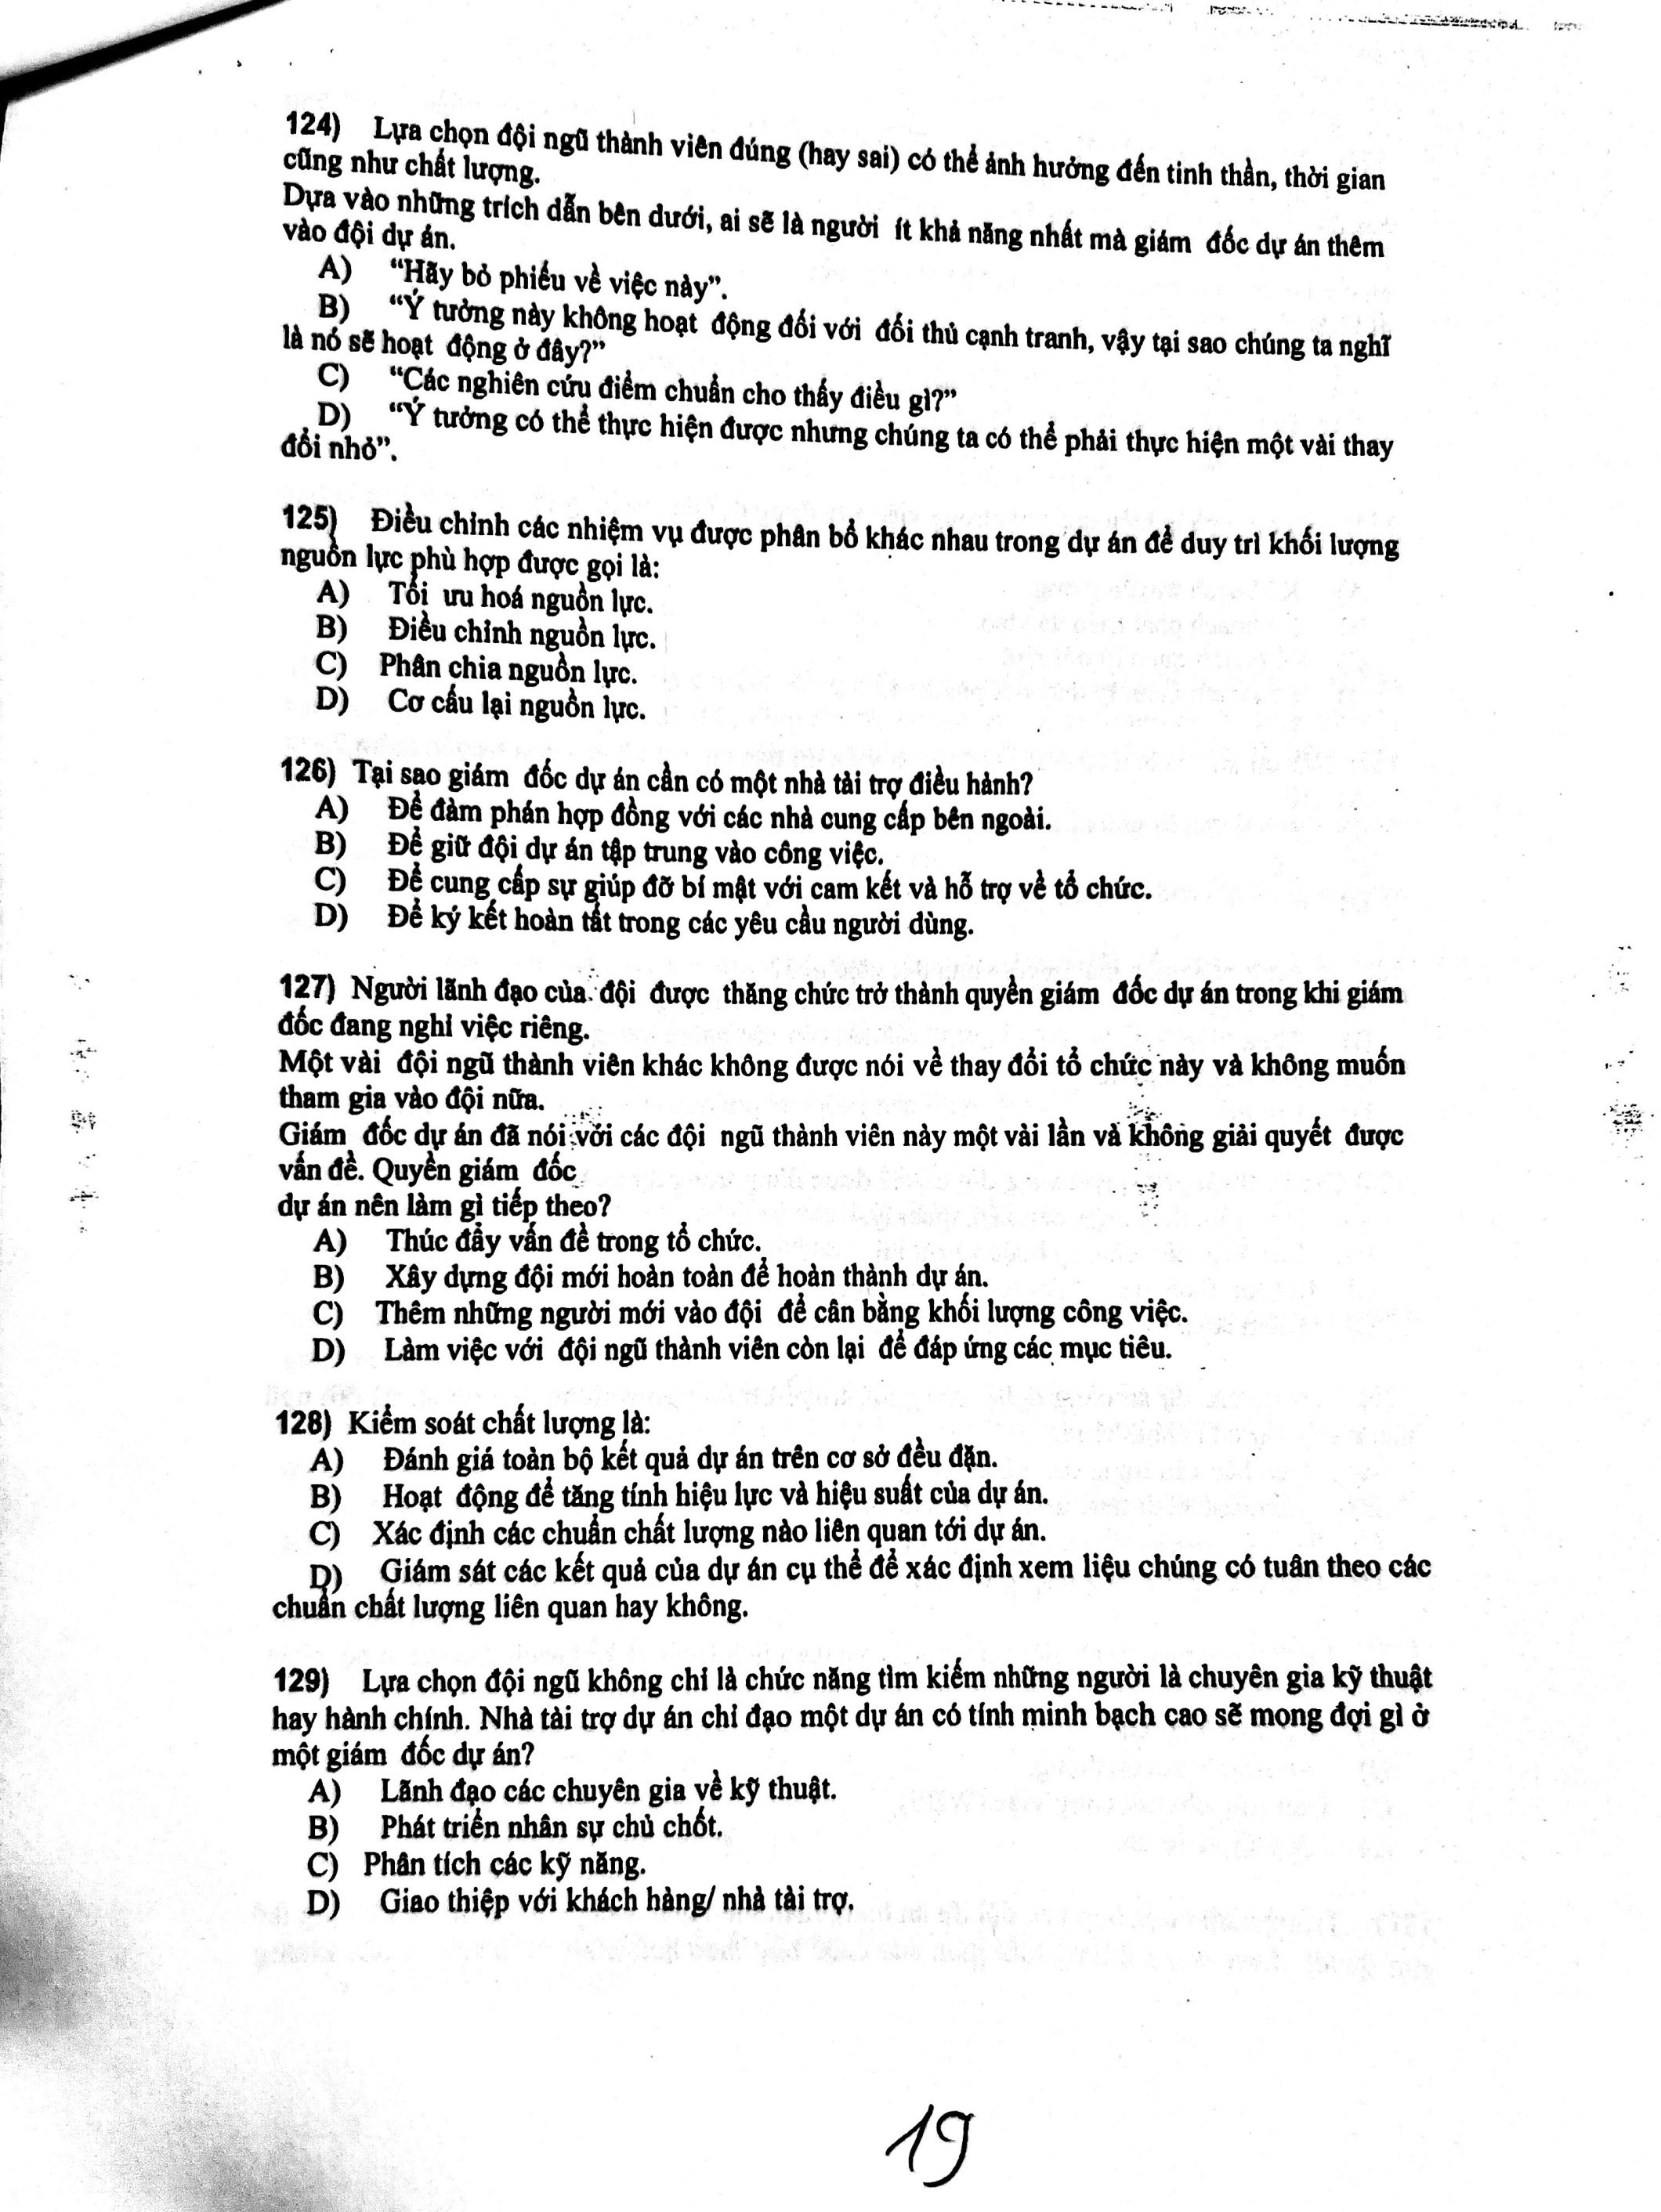 124) Lựa chọn đội ngũ thành viên đúng (hay sai) có thể ảnh hưởng đến tinh thần, thời gian
cũng như chất lượng.
Dựa vào những trích dẫn bên dưới, ai sẽ là người ít khả năng nhất mà giám đốc dự án thêm
vào đội dự án.
A) “Hãy bỏ phiếu về việc này”.
B) “Ý tưởng này không hoạt động đối với đối thủ cạnh tranh, vậy tại sao chúng ta nghĩ
là nó sẽ hoạt động ở đây?”
C) “Các nghiên cứu điểm chuẩn cho thấy điều gì?”
D) “Ý tưởng có thể thực hiện được nhưng chúng ta có thể phải thực hiện một vài thay
đổi nhỏ”.
125) Điều chỉnh các nhiệm vụ được phân bổ khác nhau trong dự án để duy trì khối lượng
nguồn lực phù hợp được gọi là:
A) Tối ưu hoá nguồn lực.
B) Điều chỉnh nguồn lực.
C) Phân chia nguồn lực.
D) Cơ cấu lại nguồn lực.
126) Tại sao giám đốc dự án cần có một nhà tài trợ điều hành?
A) Để đàm phán hợp đồng với các nhà cung cấp bên ngoài.
B) Để giữ đội dự án tập trung vào công việc.
C) Để cung cấp sự giúp đỡ bí mật với cam kết và hỗ trợ về tổ chức.
D) Để ký kết hoàn tất trong các yêu cầu người dùng.
127) Người lãnh đạo của đội được thăng chức trở thành quyền giám đốc dự án trong khi giám
đốc đang nghỉ việc riêng.
Một vài đội ngũ thành viên khác không được nói về thay đổi tổ chức này và không muốn
tham gia vào đội nữa.
Giám đốc dự án đã nói với các đội ngũ thành viên này một vài lần và không giải quyết được
vấn đề. Quyền giám đốc
dự án nên làm gì tiếp theo?
A) Thúc đẩy vấn đề trong tổ chức.
B) Xây dựng đội mới hoàn toàn để hoàn thành dự án.
C) Thêm những người mới vào đội để cân bằng khối lượng công việc.
D) Làm việc với đội ngũ thành viên còn lại để đáp ứng các mục tiêu.
128) Kiểm soát chất lượng là:
A) Đánh giá toàn bộ kết quả dự án trên cơ sở đều đặn.
B) Hoạt động để tăng tính hiệu lực và hiệu suất của dự án.
C) Xác định các chuẩn chất lượng nào liên quan tới dự án.
D) Giám sát các kết quả của dự án cụ thể để xác định xem liệu chúng có tuân theo các
chuẩn chất lượng liên quan hay không.
129) Lựa chọn đội ngũ không chỉ là chức năng tìm kiếm những người là chuyên gia kỹ thuật
hay hành chính. Nhà tài trợ dự án chỉ đạo một dự án có tính minh bạch cao sẽ mong đợi gì ở
một giám đốc dự án?
A) Lãnh đạo các chuyên gia về kỹ thuật.
B) Phát triển nhân sự chủ chốt.
C) Phân tích các kỹ năng.
D) Giao thiệp với khách hàng/ nhà tài trợ.
19